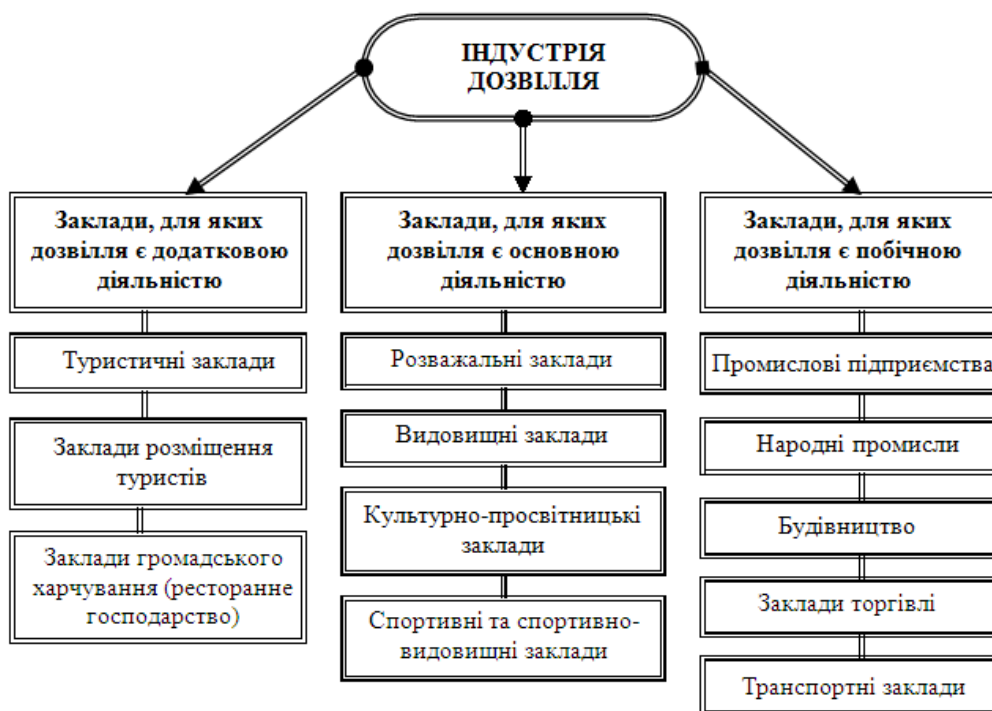 ІНДУСТРІЯ
ДОЗВІЛЛЯ
Заклади, для яких
дозвілля є додатковою
діяльністю
Туристичні заклади
Заклади розміщення
туристів
Заклади громадського
харчування (ресторанне
господарство)
Заклади, для яких
дозвілля є основною
діяльністю
Розважальні заклади
Видовищні заклади
Культурно-просвітницькі
заклади
Спортивні та спортивно-
видовищні заклади
Заклади, для яких
дозвілля є побічною
діяльністю
Промислові підприємства
Народні промисли
Будівництво
Заклади торгівлі
Транспортні заклади